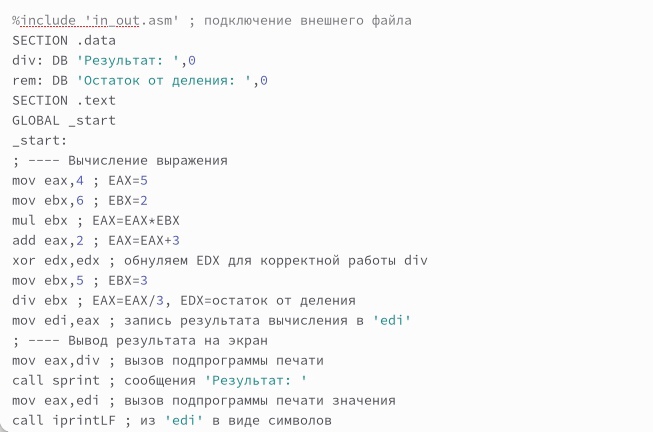 %include 'in_out.asm' ; подключение внешнего файла
SECTION .data
div: DB 'Результат: ',0
rem: DB 'Остаток от деления: ',0
SECTION .text
GLOBAL _start
_start:
; ---- Вычисление выражения
mov eax,4 ; EAX=5
mov ebx,6 ; EBX=2
mul ebx ; EAX=EAX*EBX
add eax,2 ; EAX=EAX+3
xor edx,edx ; обнуляем EDX для корректной работы div
mov ebx,5 ; EBX=3
div ebx ; EAX=EAX/3, EDX=остаток от деления
mov edi,eax ; запись результата вычисления в 'edi'
; ---- Вывод результата на экран
mov eax,div ; вызов подпрограммы печати
call sprint ; сообщения 'Результат: '
mov eax,edi ; вызов подпрограммы печати значения
call iprintLF ; из 'edi' в виде символов